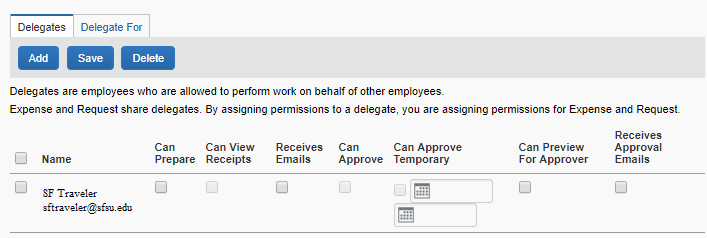 Delegates Delegate For
Add Save Delete
Delegates are employees who are allowed to perform work on behalf of other employees.
Expense and Request share delegates. By assigning permissions to a delegate, you are assigning permissions for Expense and Request.
Name Can Prepare Can View Receipts Receives Emails Can Approve Can Approve Temporary Can Preview For Approver Receives Approval Emails
SF Traveler
sftraveler@sfsu.edu